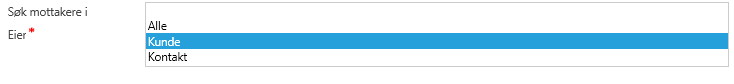 Søk mottakere i
Alle
Eier *
Kunde
Kontakt